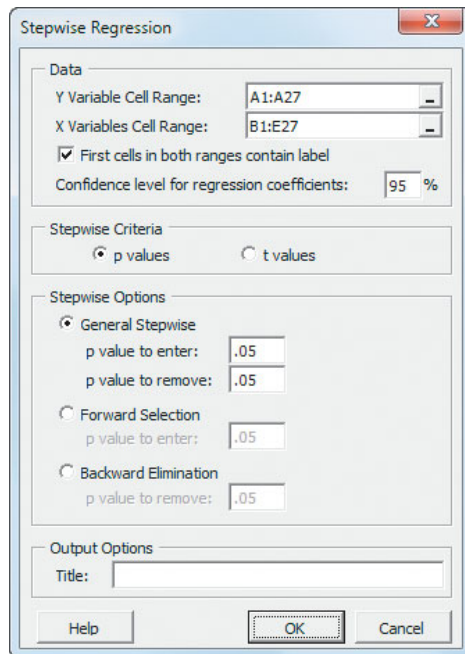 Stepwise Regression
Data
Y Variable Cell Range: A1:A27
X Variables Cell Range: B1:E27
First cells in both ranges contain label
Confidence level for regression coefficients: 95 %
Stepwise Criteria
p values t values
Stepwise Options
General Stepwise
p value to enter: .05
p value to remove: .05
Forward Selection
p value to enter: .05
Backward Elimination
p value to remove: .05
Output Options
Title:
Help OK Cancel